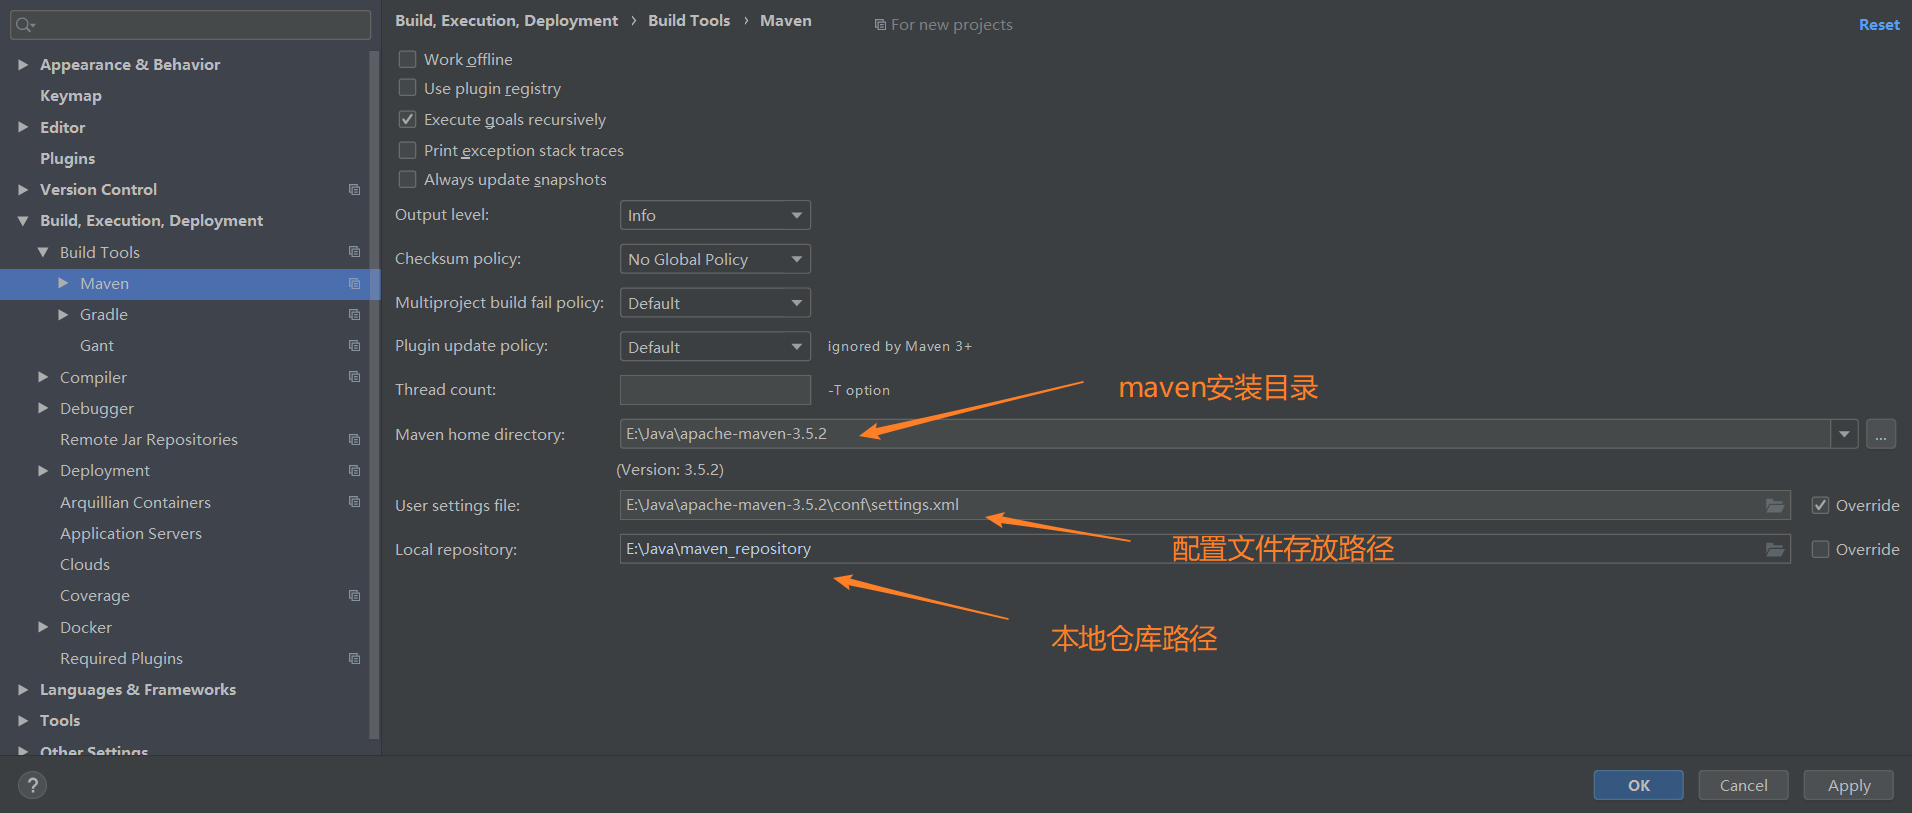 Appearance & Behavior
Keymap
Editor
Plugins
Version Control
Build, Execution, Deployment
Build Tools
Maven
Gradle
Gant
Compiler
Debugger
Remote Jar Repositories
Deployment
Arquillian Containers
Application Servers
Clouds
Coverage
Docker
Required Plugins
Languages & Frameworks
Tools
Other Settings
Build, Execution, Deployment › Build Tools › Maven
For new projects
Reset
Work offline
Use plugin registry
Execute goals recursively
Print exception stack traces
Always update snapshots
Output level: Info
Checksum policy: No Global Policy
Multiproject build fail policy: Default
Plugin update policy: Default ignored by Maven 3+
Thread count: -T option
maven安装目录
Maven home directory: E:\Java\apache-maven-3.5.2 ...
(Version: 3.5.2)
User settings file: E:\Java\apache-maven-3.5.2\conf\settings.xml Override
配置文件存放路径
Local repository: E:\Java\maven_repository Override
本地仓库路径
? OK Cancel Apply